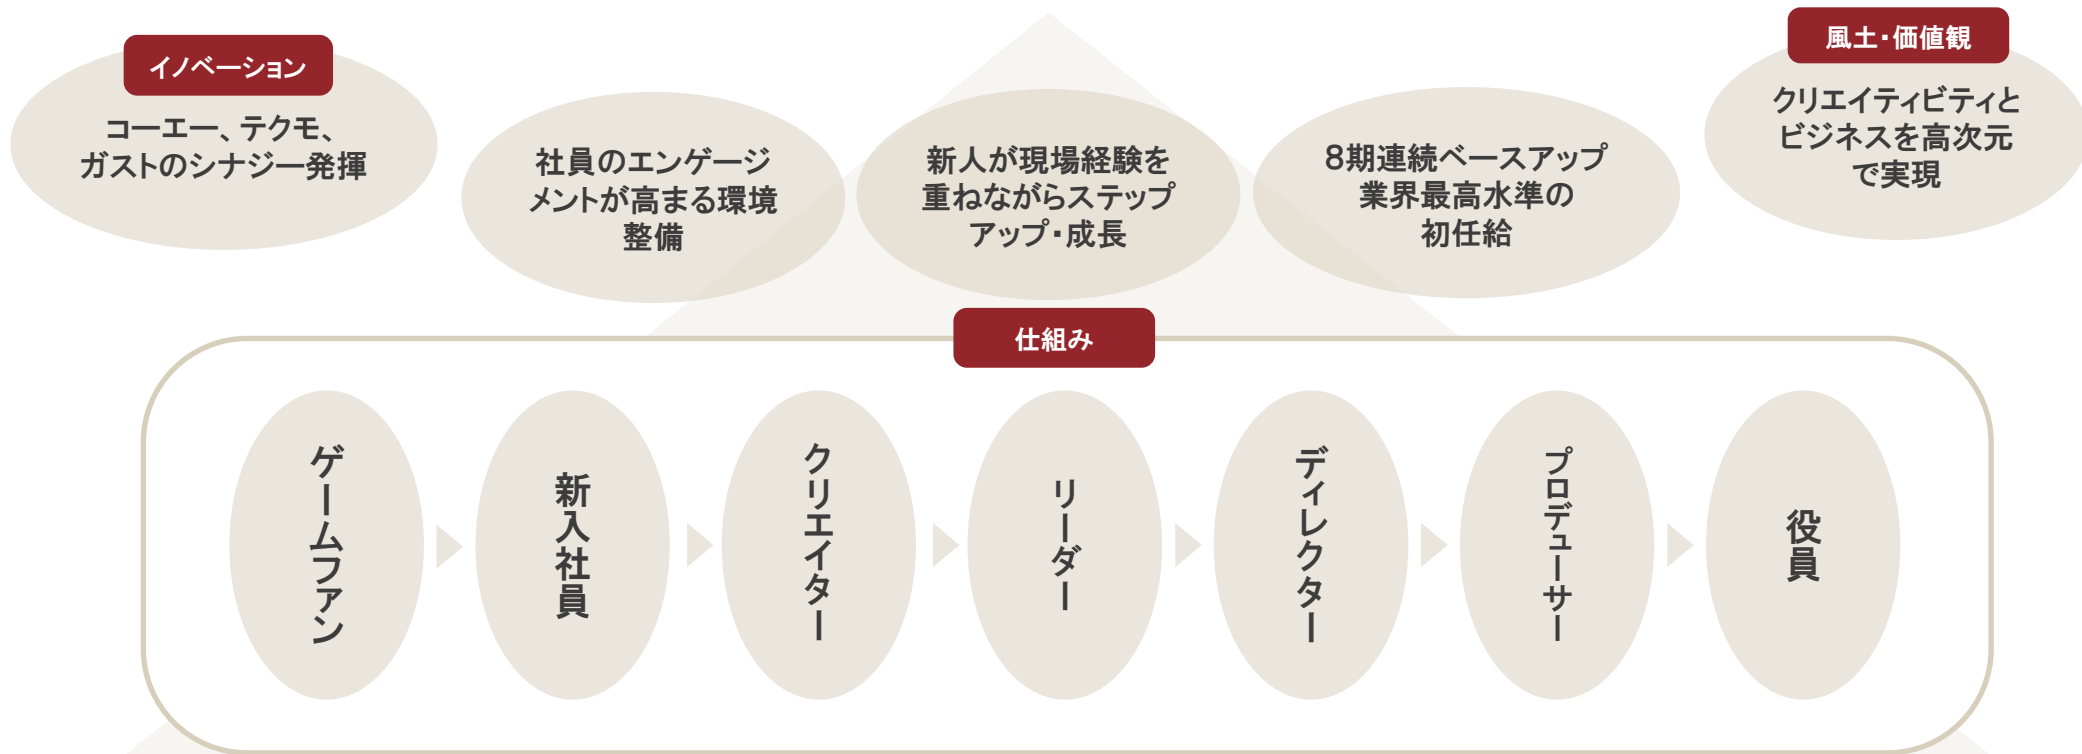 イノベーション
コーエー、テクモ、
ガストのシナジー発揮
社員のエンゲージ
メントが高まる環境
整備
新人が現場経験を
重ねながらステップ
アップ・成長
8期連続ベースアップ
業界最高水準の
初任給
風土・価値観
クリエイティビティと
ビジネスを高次元
で実現
仕組み
ゲームファン
新入社員
クリエイター
リーダー
ディレクター
プロデューサー
役員